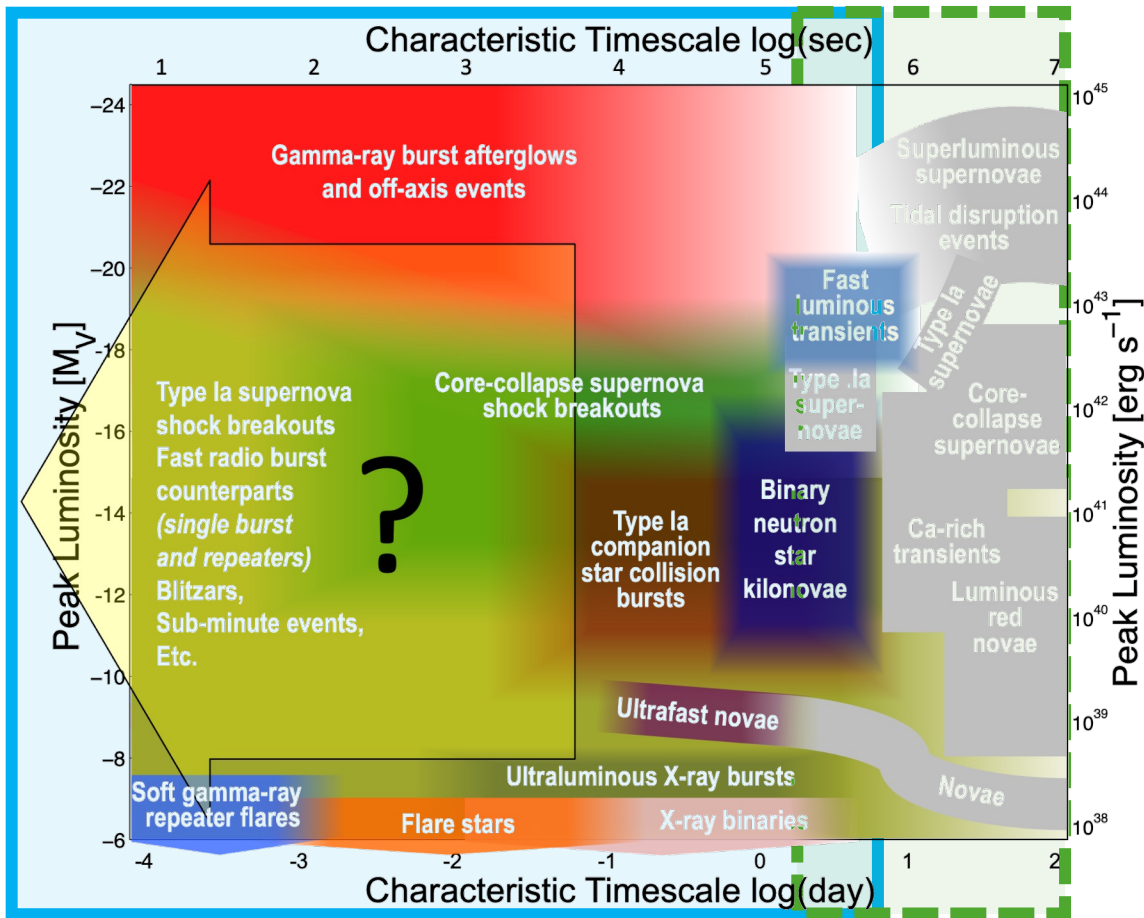 Characteristic Timescale log(sec)
1 2 3 4 5 6 7
Peak Luminosity [Mv]
–24
–22
–20
-18
-16
-14
-12
–10
–8
–6
10^45
10^44
10^43
10^42
10^41
10^40
10^39
10^38
Peak Luminosity [erg s⁻¹]
Gamma-ray burst afterglows
and off-axis events
Superluminous
supernovae
Tidal disruption
events
Fast
luminous
transients
Type Ia
supernovae
Type .Ia
super-
novae
Core-collapse supernova
shock breakouts
Core-
collapse
supernovae
Type Ia supernova
shock breakouts
Fast radio burst
counterparts
(single burst
and repeaters)
Blitzars,
Sub-minute events,
Etc.
?
Type Ia
companion
star collision
bursts
Binary
neutron
star
kilonovae
Ca-rich
transients
Luminous
red
novae
Ultrafast novae
Ultraluminous X-ray bursts
Novae
Soft gamma-ray
repeater flares
Flare stars
X-ray binaries
-4 -3 -2 -1 0 1 2
Characteristic Timescale log(day)